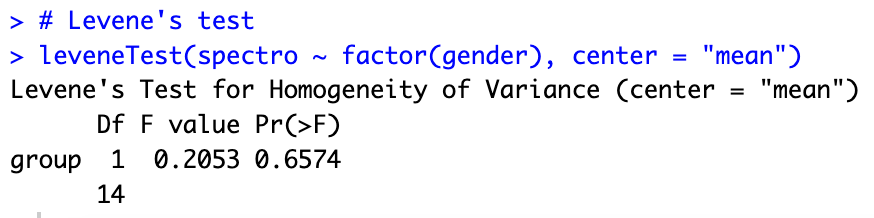 > # Levene's test
> leveneTest(spectro ~ factor(gender), center = "mean")
Levene's Test for Homogeneity of Variance (center = "mean")
      Df F value Pr(>F)
group  1  0.2053 0.6574
      14